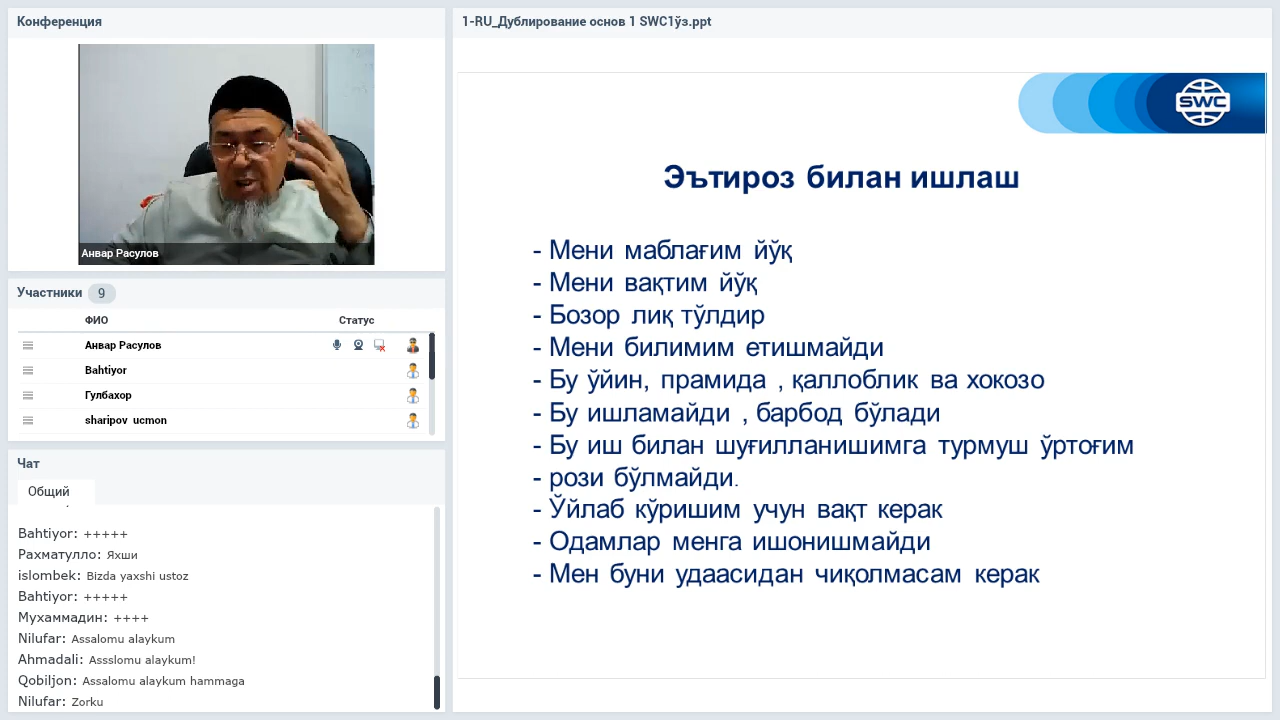 Конференция
Анвар Расулов
Участники 9
ФИО Статус
Анвар Расулов
Bahtiyor
Гулбахор
sharipov ucmon
Чат
Общий
Bahtiyor: +++++
Рахматулло: Яхши
islombek: Bizda yaxshi ustoz
Bahtiyor: +++++
Мухаммадин: ++++
Nilufar: Assalomu alaykum
Ahmadali: Assslomu alaykum!
Qobiljon: Assalomu alaykum hammaga
Nilufar: Zorku
1-RU_Дублирование основ 1 SWC1ўз.ppt
SWC
Эътироз билан ишлаш
- Мени маблағим йўқ
- Мени вақтим йўқ
- Бозор лиқ тўлдир
- Мени билимим етишмайди
- Бу ўйин, прамида , қаллоблик ва хокозо
- Бу ишламайди , барбод бўлади
- Бу иш билан шуғилланишимга турмуш ўртоғим
- рози бўлмайди.
- Ўйлаб кўришим учун вақт керак
- Одамлар менга ишонишмайди
- Мен буни удаасидан чиқолмасам керак